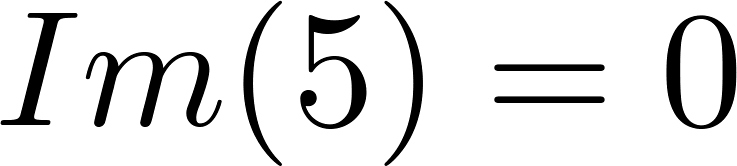 Im(5) = 0